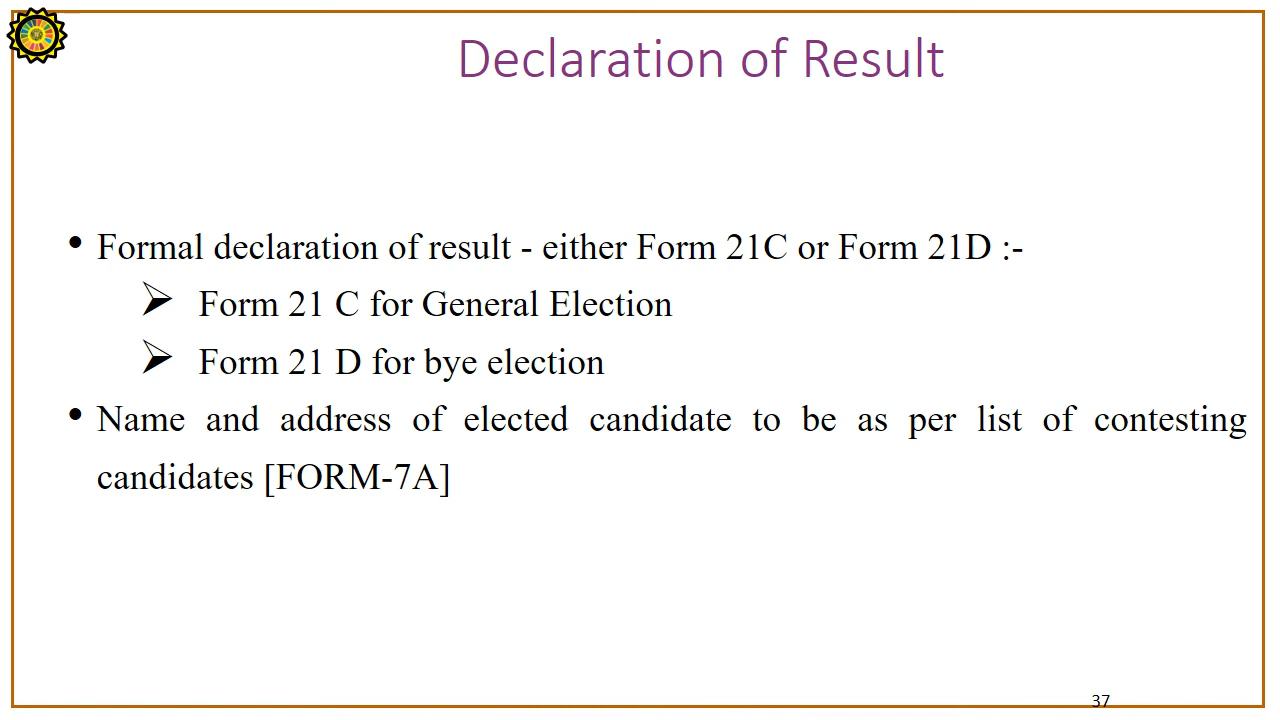 Declaration of Result
• Formal declaration of result - either Form 21C or Form 21D :-
➢ Form 21 C for General Election
➢ Form 21 D for bye election
• Name and address of elected candidate to be as per list of contesting
candidates [FORM-7A]
37